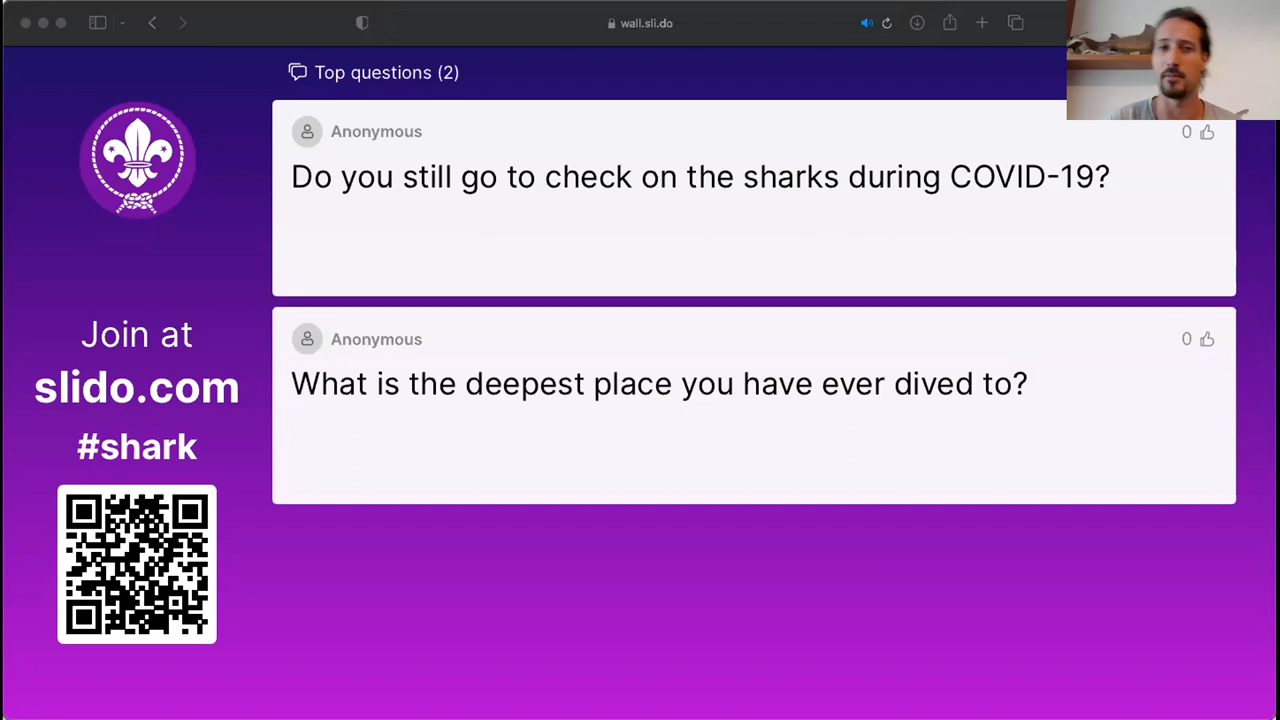 wall.sli.do
Top questions (2)
Anonymous
0
Do you still go to check on the sharks during COVID-19?
Anonymous
0
What is the deepest place you have ever dived to?
Join at
slido.com
#shark